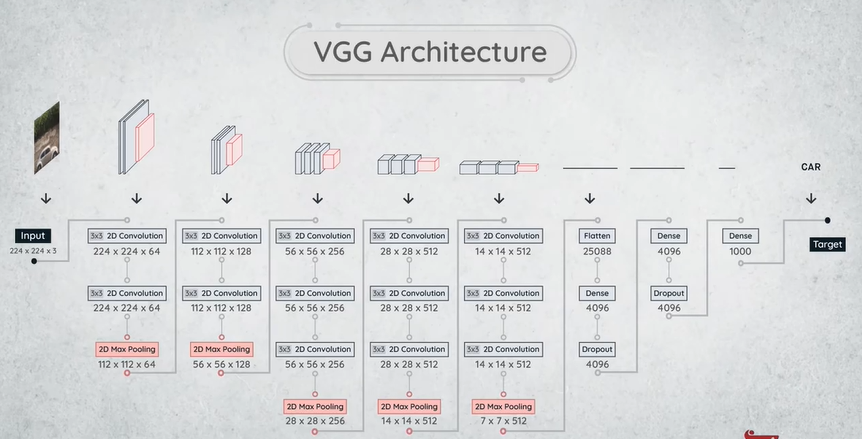 VGG Architecture
CAR
Input
224 x 224 x 3
3x3 2D Convolution
224 x 224 x 64
3x3 2D Convolution
224 x 224 x 64
2D Max Pooling
112 x 112 x 64
3x3 2D Convolution
112 x 112 x 128
3x3 2D Convolution
112 x 112 x 128
2D Max Pooling
56 x 56 x 128
3x3 2D Convolution
56 x 56 x 256
3x3 2D Convolution
56 x 56 x 256
3x3 2D Convolution
56 x 56 x 256
2D Max Pooling
28 x 28 x 256
3x3 2D Convolution
28 x 28 x 512
3x3 2D Convolution
28 x 28 x 512
3x3 2D Convolution
28 x 28 x 512
2D Max Pooling
14 x 14 x 512
3x3 2D Convolution
14 x 14 x 512
3x3 2D Convolution
14 x 14 x 512
3x3 2D Convolution
14 x 14 x 512
2D Max Pooling
7 x 7 x 512
Flatten
25088
Dense
4096
Dropout
4096
Dense
4096
Dropout
4096
Dense
1000
Target